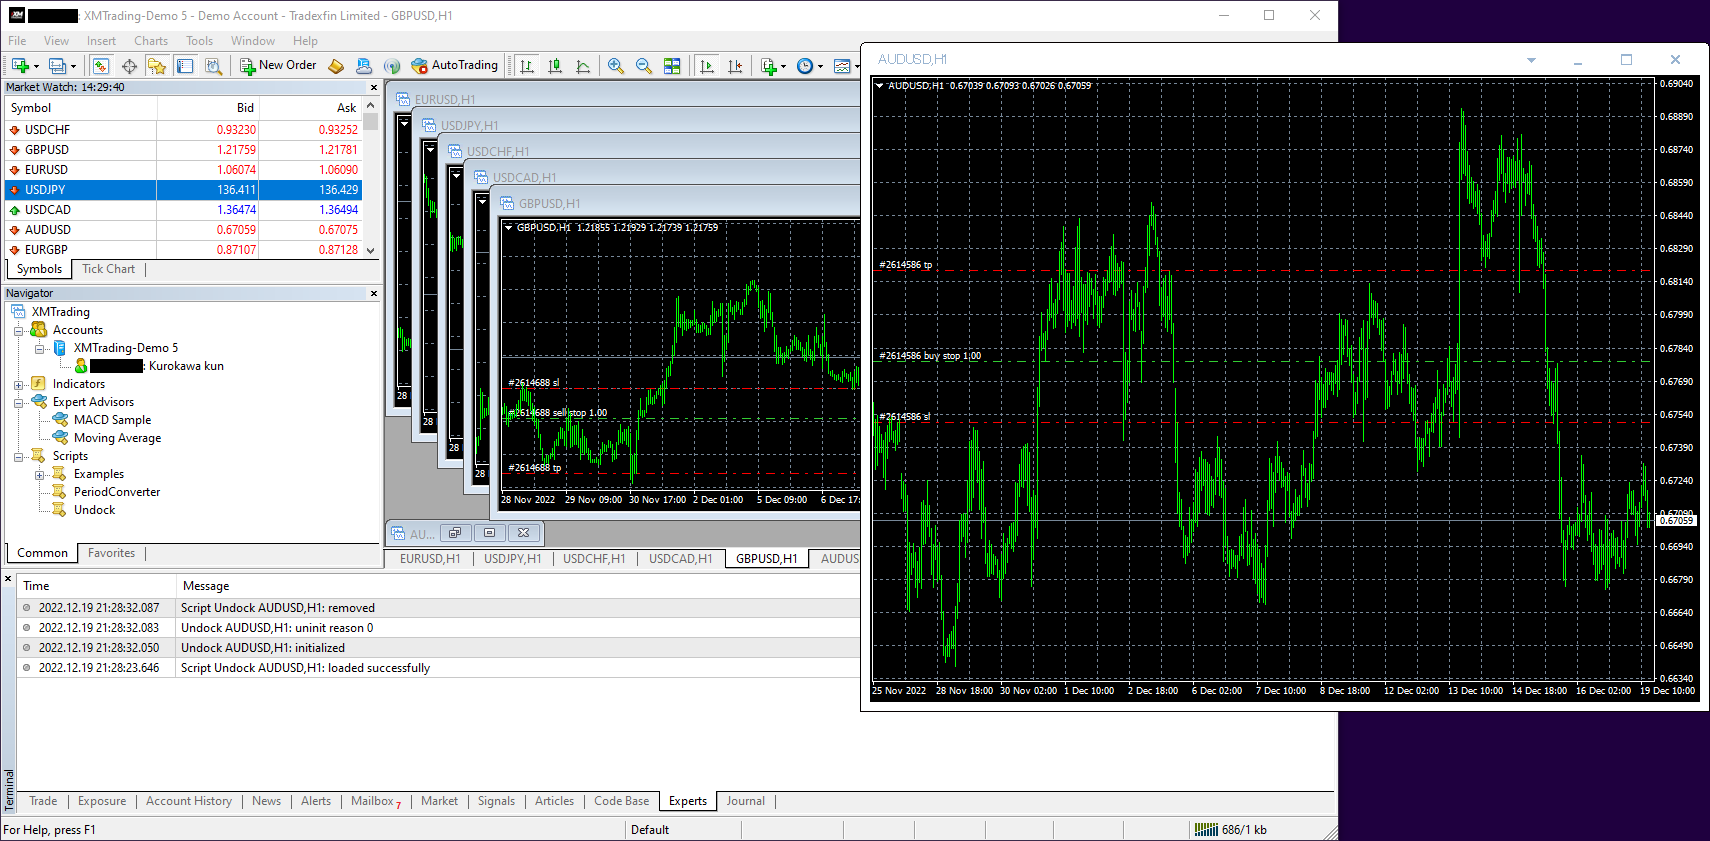 XM : XMTrading-Demo 5 - Demo Account - Tradexfin Limited - GBPUSD,H1
File View Insert Charts Tools Window Help
New Order AutoTrading
Market Watch: 14:29:40
Symbol Bid Ask
USDCHF 0.93230 0.93252
GBPUSD 1.21759 1.21781
EURUSD 1.06074 1.06090
USDJPY 136.411 136.429
USDCAD 1.36474 1.36494
AUDUSD 0.67059 0.67075
EURGBP 0.87107 0.87128
Symbols Tick Chart
Navigator
XMTrading
Accounts
XMTrading-Demo 5
: Kurokawa kun
Indicators
Expert Advisors
MACD Sample
Moving Average
Scripts
Examples
PeriodConverter
Undock
Common Favorites
EURUSD,H1
USDJPY,H1
USDCHF,H1
USDCAD,H1
GBPUSD,H1
28
28
28
28
GBPUSD,H1 1.21855 1.21929 1.21739 1.21759
#2614688 sl
#2614688 sell stop 1.00
#2614688 tp
28 Nov 2022 29 Nov 09:00 30 Nov 17:00 2 Dec 01:00 5 Dec 09:00 6 Dec 17:
AU...
EURUSD,H1 USDJPY,H1 USDCHF,H1 USDCAD,H1 GBPUSD,H1 AUDUS
AUDUSD,H1
AUDUSD,H1 0.67039 0.67093 0.67026 0.67059
#2614586 tp
#2614586 buy stop 1.00
#2614586 sl
0.69040
0.68890
0.68740
0.68590
0.68440
0.68290
0.68140
0.67990
0.67840
0.67690
0.67540
0.67390
0.67240
0.67090
0.67059
0.66940
0.66790
0.66640
0.66490
0.66340
25 Nov 2022 28 Nov 18:00 30 Nov 02:00 1 Dec 10:00 2 Dec 18:00 6 Dec 02:00 7 Dec 10:00 8 Dec 18:00 12 Dec 02:00 13 Dec 10:00 14 Dec 18:00 16 Dec 02:00 19 Dec 10:00
Time Message
2022.12.19 21:28:32.087 Script Undock AUDUSD,H1: removed
2022.12.19 21:28:32.083 Undock AUDUSD,H1: uninit reason 0
2022.12.19 21:28:32.050 Undock AUDUSD,H1: initialized
2022.12.19 21:28:23.646 Script Undock AUDUSD,H1: loaded successfully
Terminal
Trade Exposure Account History News Alerts Mailbox 7 Market Signals Articles Code Base Experts Journal
For Help, press F1 Default 686/1 kb